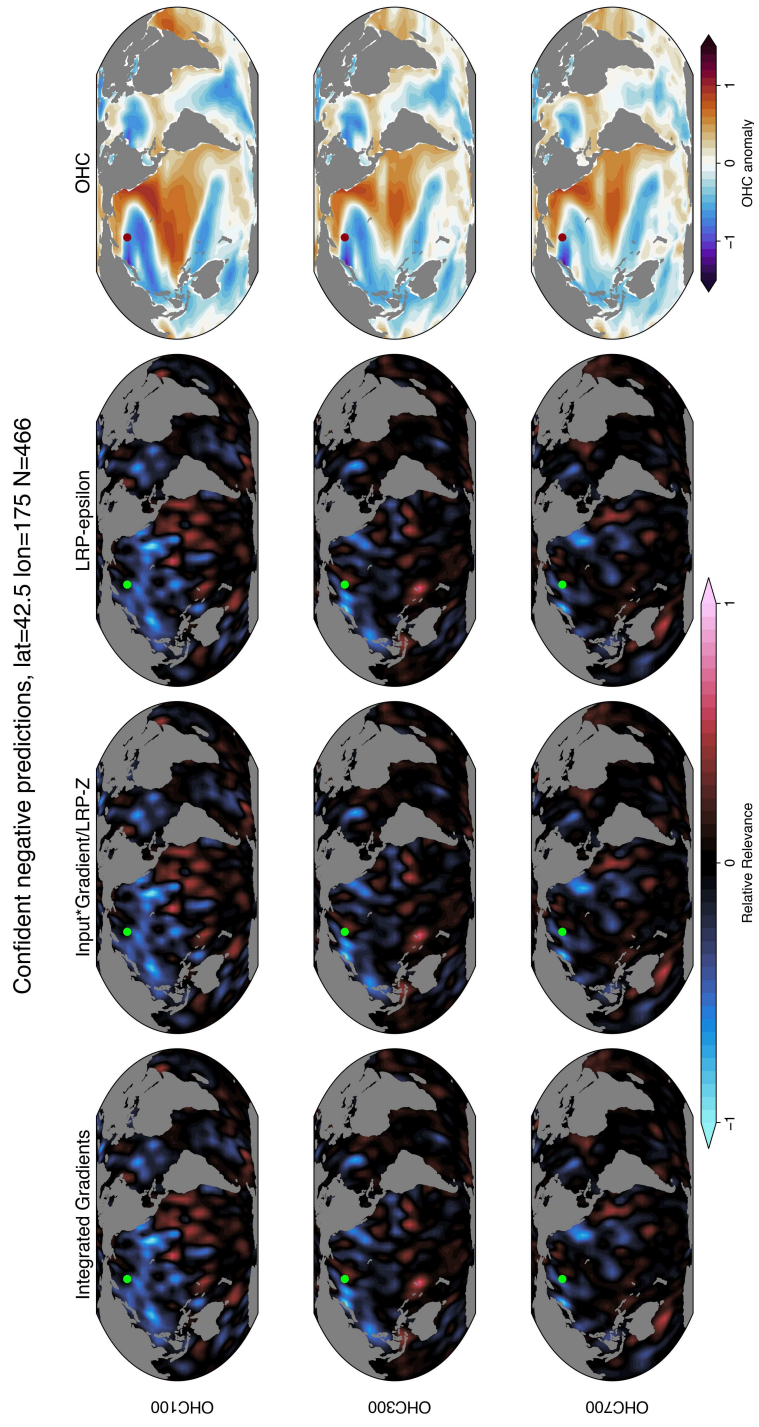 Confident negative predictions, lat=42.5 lon=175 N=466
Integrated Gradients
Input*Gradient/LRP-Z
LRP-epsilon
OHC
OHC100
OHC300
OHC700
−1
0
1
Relative Relevance
−1
0
1
OHC anomaly